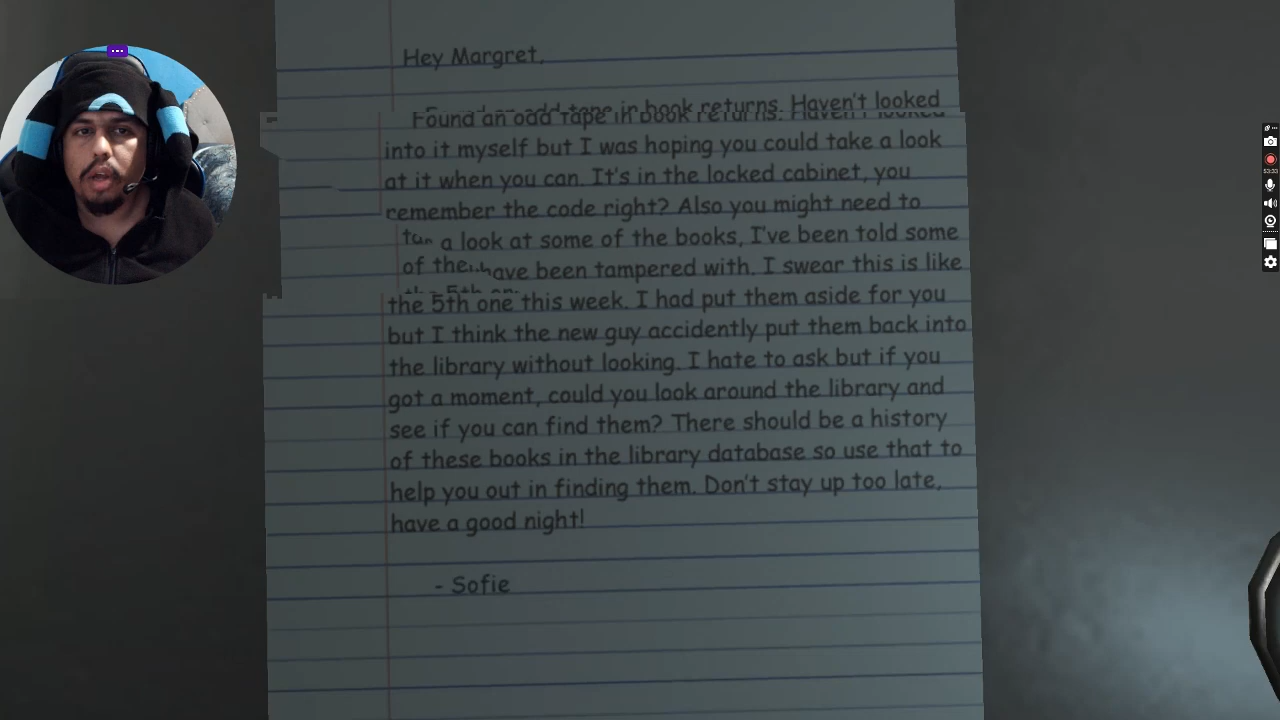 Hey Margret,
Found an odd tape in book returns. Haven't looked
into it myself but I was hoping you could take a look
at it when you can. It's in the locked cabinet, you
remember the code right? Also you might need to
a look at some of the books, I've been told some
of have been tampered with. I swear this is like
the 5th one this week. I had put them aside for you
but I think the new guy accidently put them back into
the library without looking. I hate to ask but if you
got a moment, could you look around the library and
see if you can find them? There should be a history
of these books in the library database so use that to
help you out in finding them. Don't stay up too late,
have a good night!
- Sofie